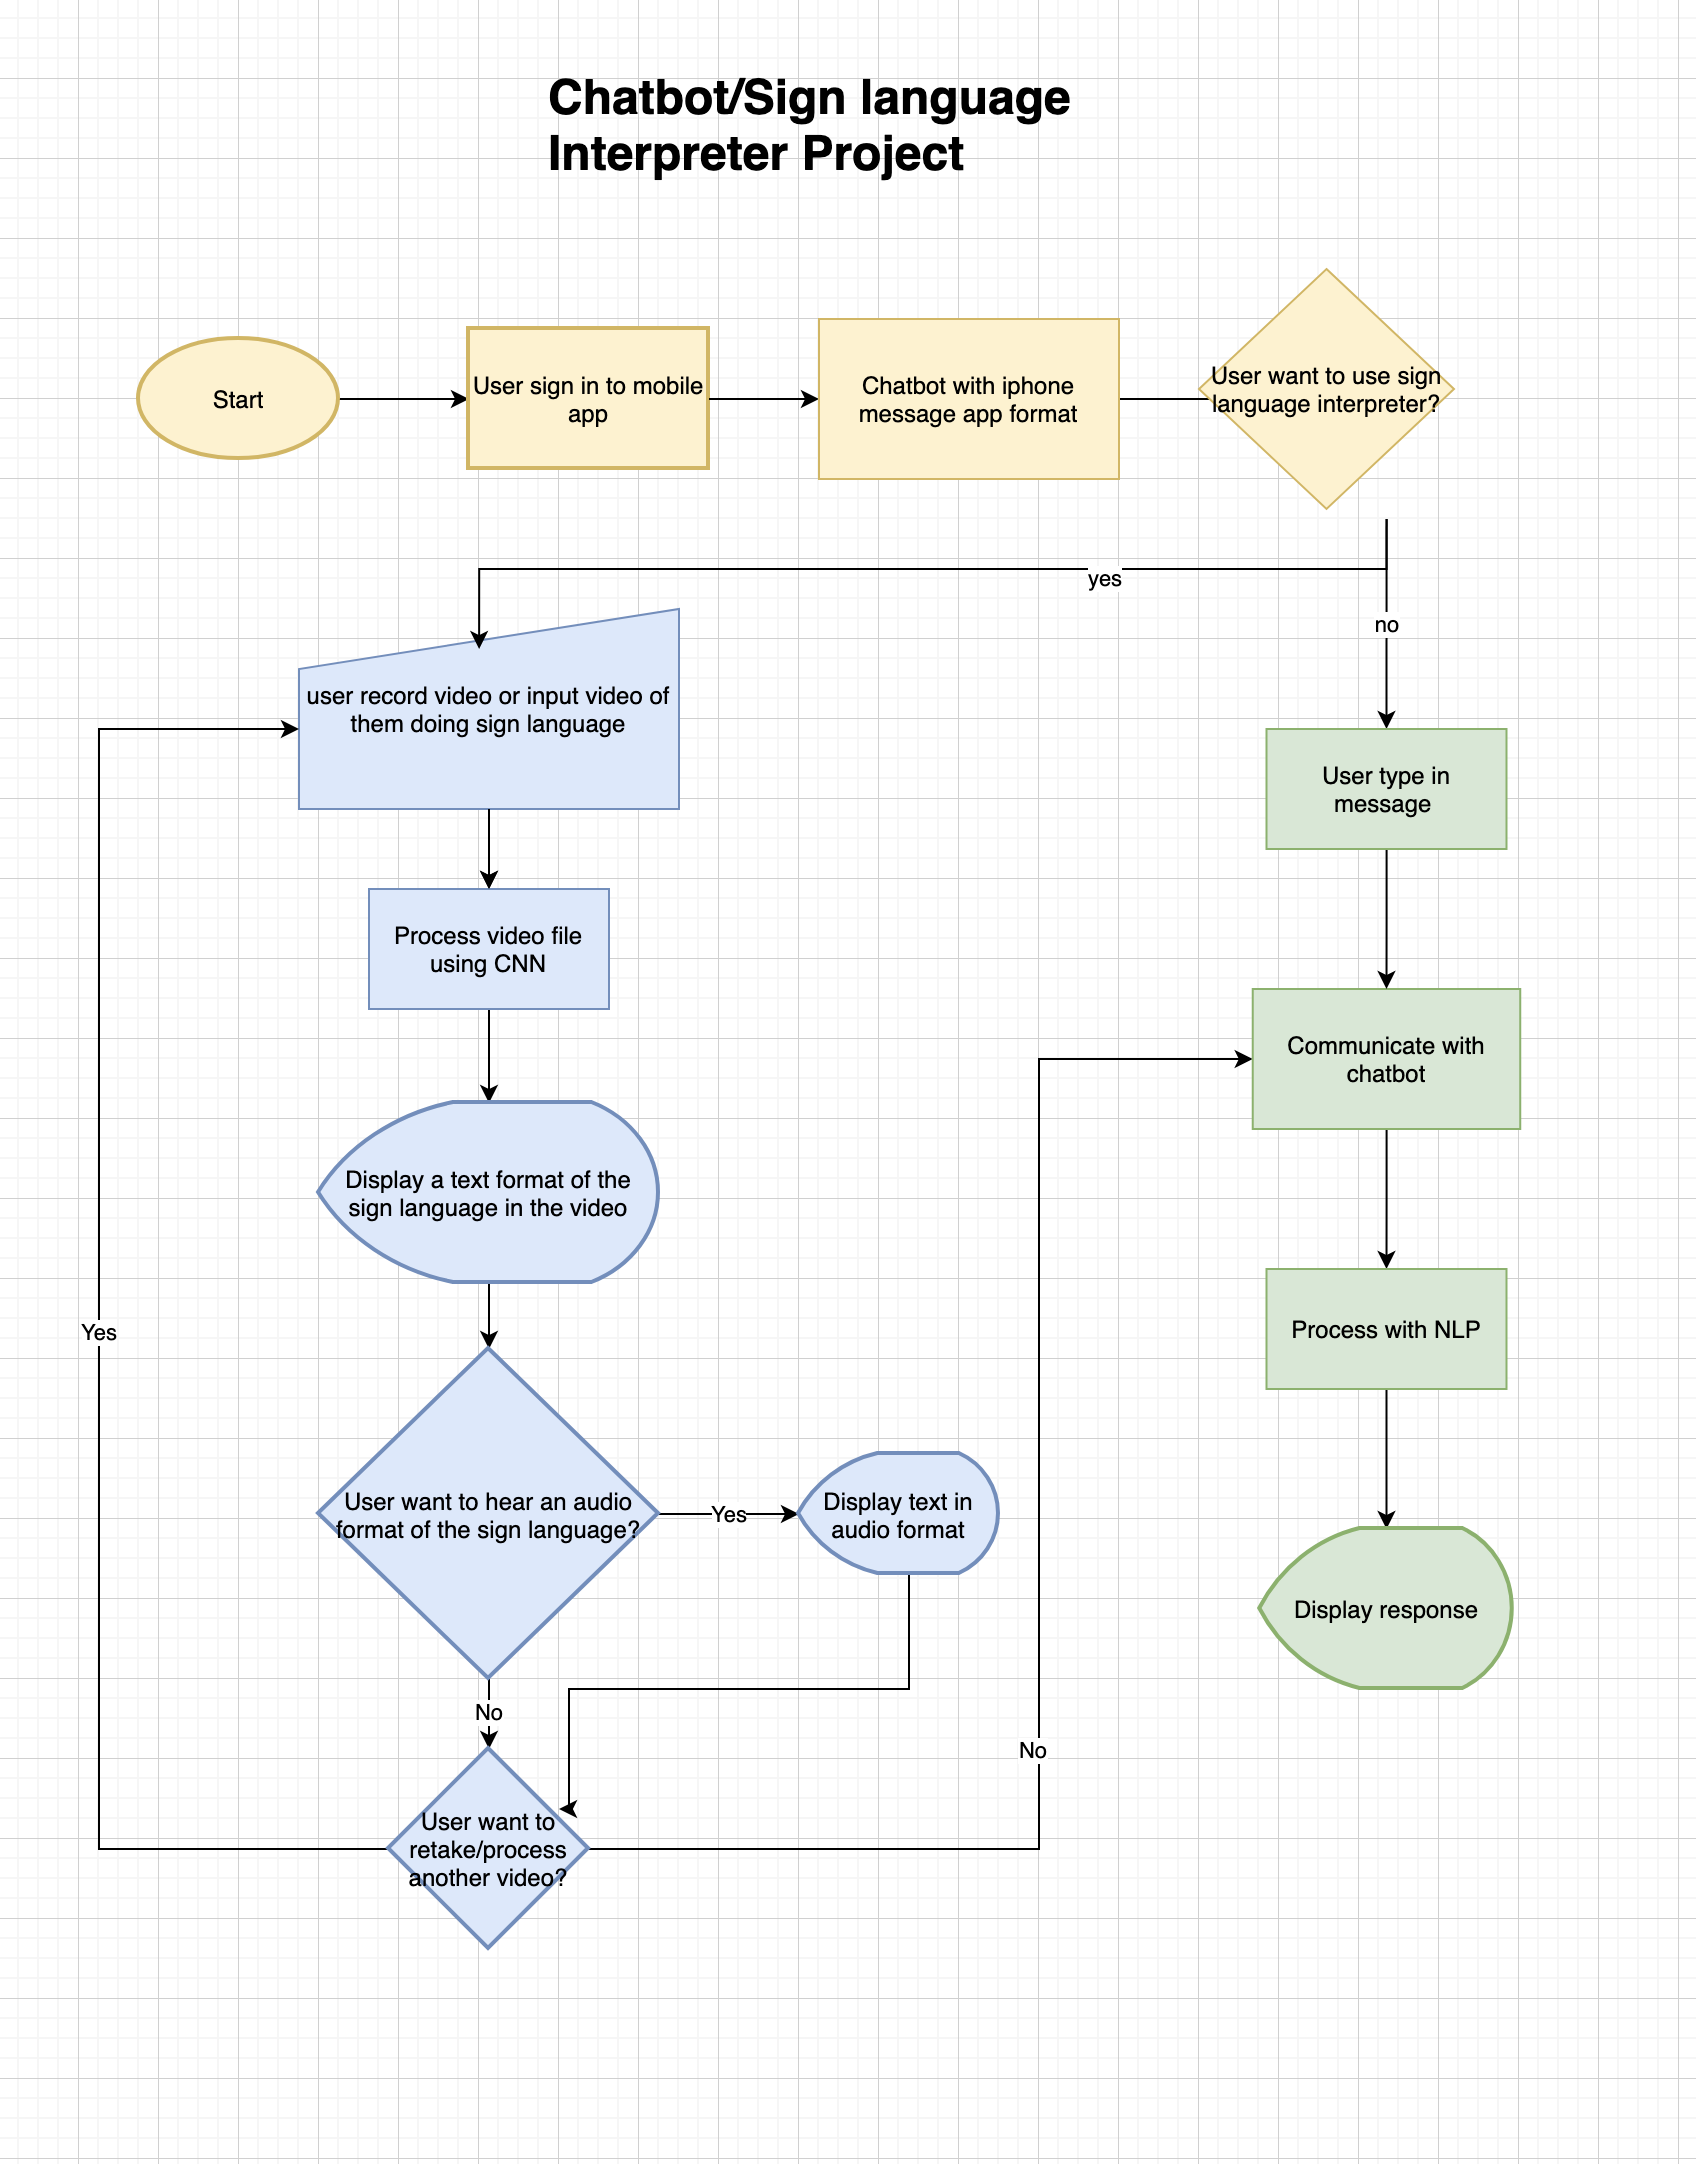 Chatbot/Sign language
Interpreter Project
Start
User sign in to mobile
app
Chatbot with iphone
message app format
User want to use sign
language interpreter?
yes
no
user record video or input video of
them doing sign language
User type in
message
Process video file
using CNN
Communicate with
chatbot
Display a text format of the
sign language in the video
Yes
Process with NLP
User want to hear an audio
format of the sign language?
Yes
Display text in
audio format
Display response
No
No
User want to
retake/process
another video?